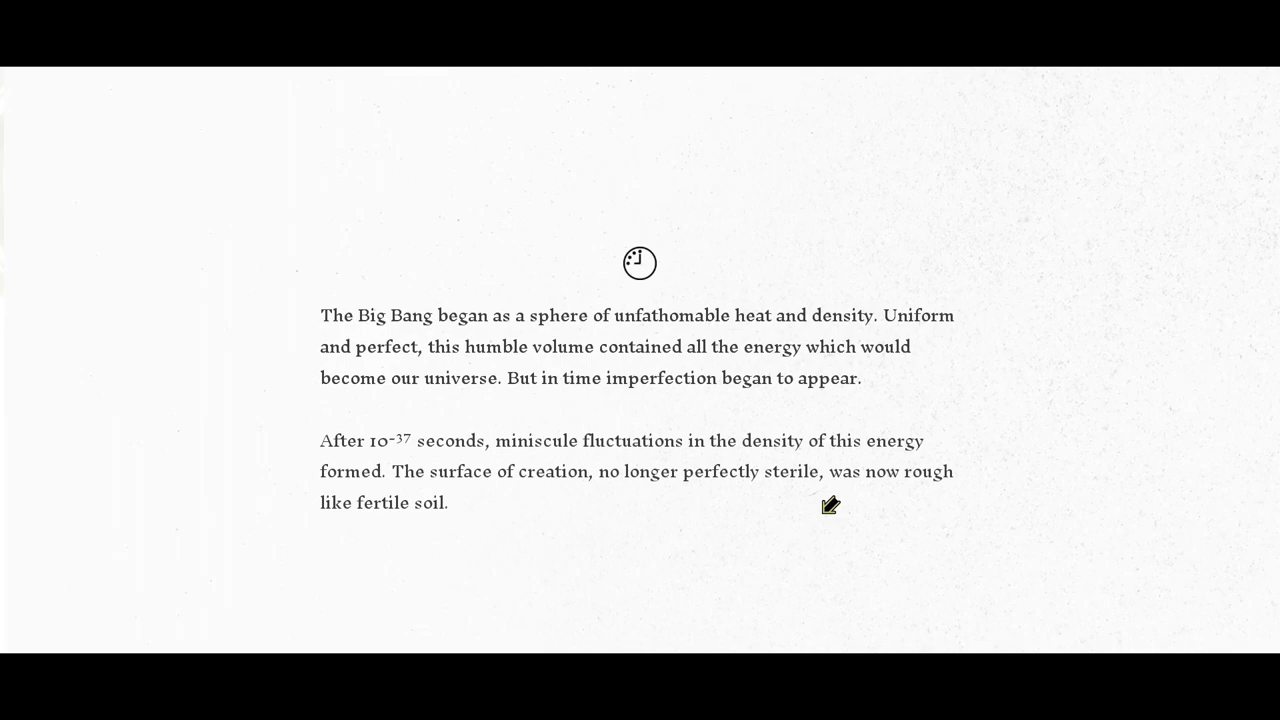 The Big Bang began as a sphere of unfathomable heat and density. Uniform
and perfect, this humble volume contained all the energy which would
become our universe. But in time imperfection began to appear.
After 10-³⁷ seconds, miniscule fluctuations in the density of this energy
formed. The surface of creation, no longer perfectly sterile, was now rough
like fertile soil.